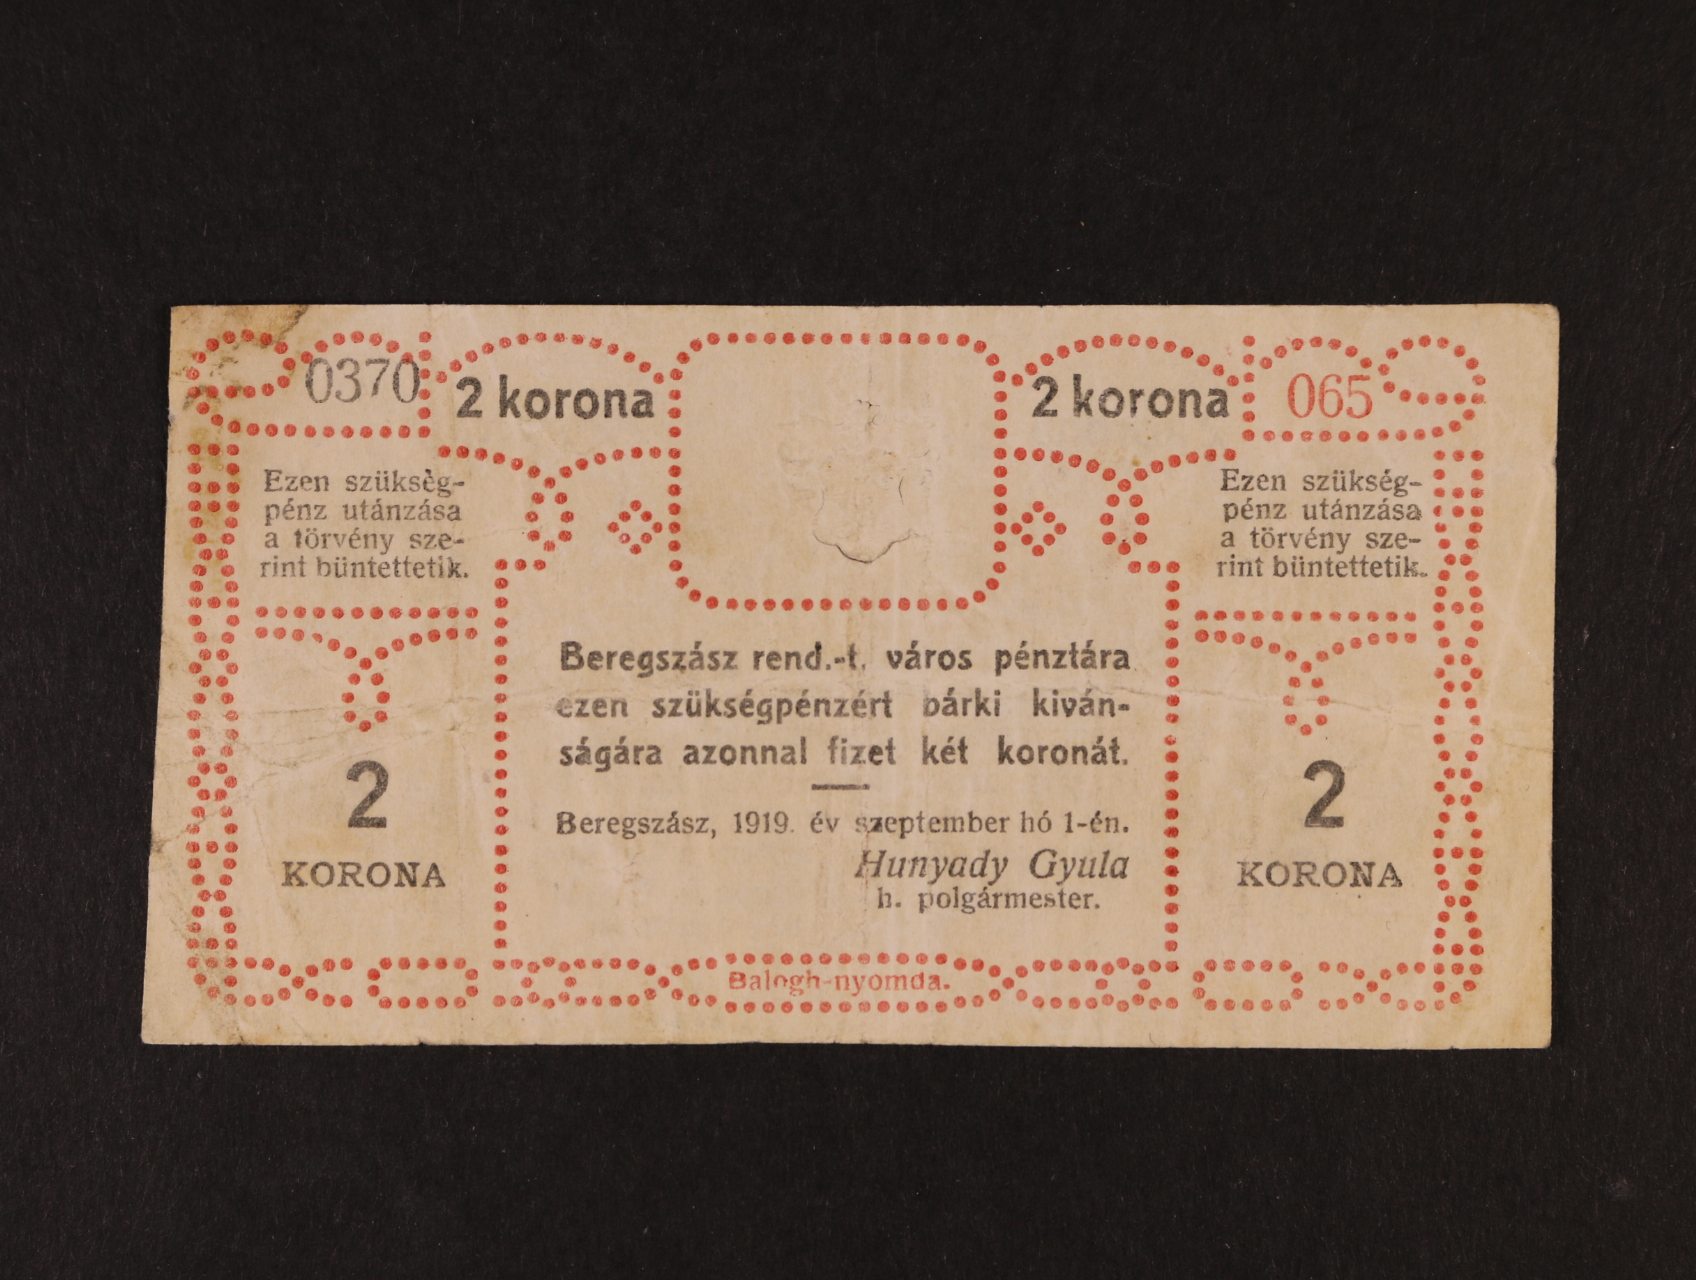 0370
2 korona
2 korona
065
Ezen szükség-
pénz utánzása
a törvény sze-
rint büntettetik.
2
KORONA
Beregszász rend.-t. város pénztára
ezen szükségpénzért bárki kiván-
ságára azonnal fizet két koronát.
Beregszász, 1919. év szeptember hó 1-én.
Hunyady Gyula
h. polgármester.
Ezen szükség-
pénz utánzása
a törvény sze-
rint büntettetik.
2
KORONA
Balogh-nyomda.